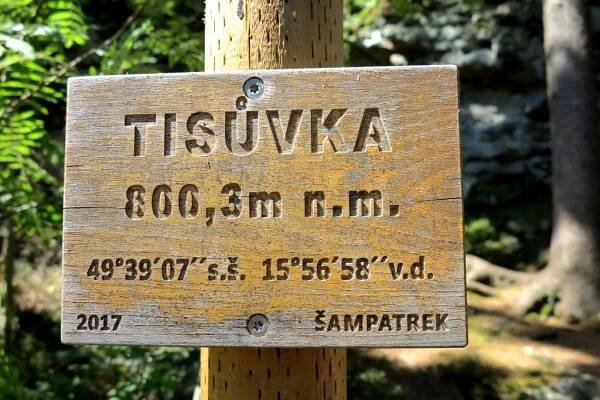 TISŮVKA
800,3m n.m.
49°39´07´´s.š. 15°56´58´´v.d.
2017 ŠAMPATREK